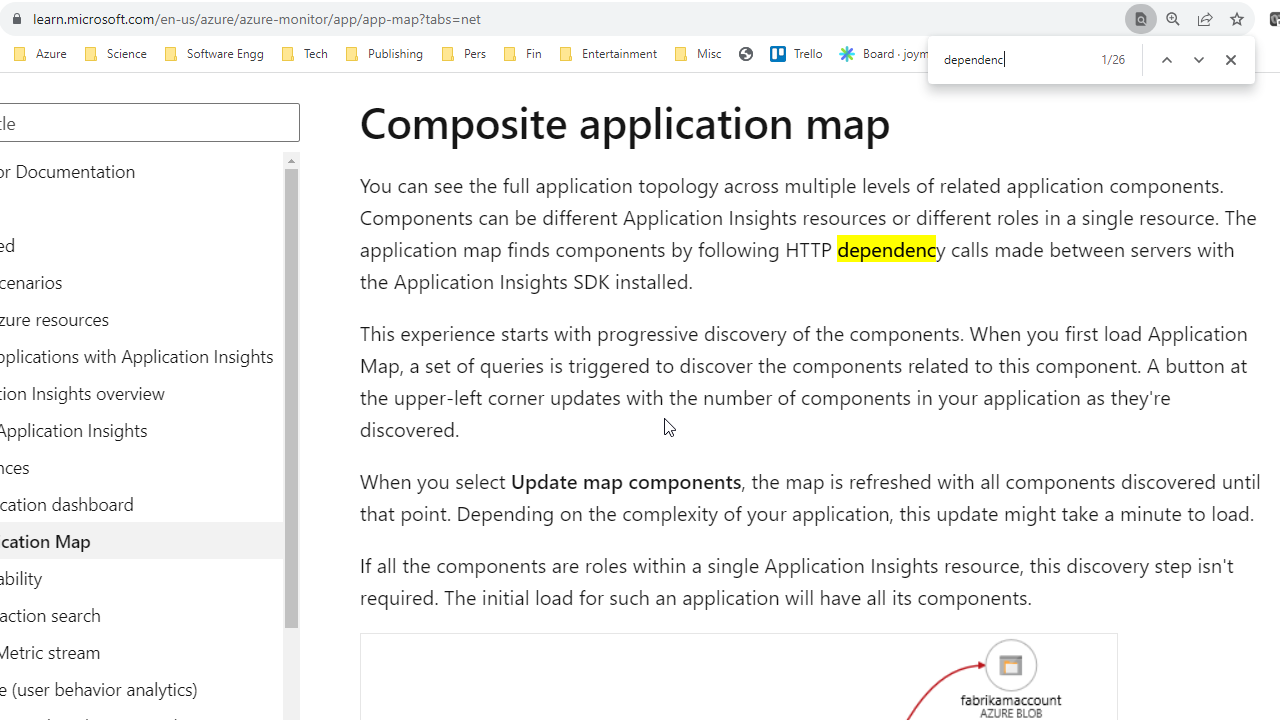 learn.microsoft.com/en-us/azure/azure-monitor/app/app-map?tabs=net
Azure Science Software Engg Tech Publishing Pers Fin Entertainment Misc Trello Board · joym
dependenc 1/26
tle
or Documentation
ed
cenarios
zure resources
pplications with Application Insights
tion Insights overview
Application Insights
nces
ication dashboard
ication Map
ability
action search
Metric stream
e (user behavior analytics)
Composite application map
You can see the full application topology across multiple levels of related application components.
Components can be different Application Insights resources or different roles in a single resource. The
application map finds components by following HTTP dependency calls made between servers with
the Application Insights SDK installed.
This experience starts with progressive discovery of the components. When you first load Application
Map, a set of queries is triggered to discover the components related to this component. A button at
the upper-left corner updates with the number of components in your application as they're
discovered.
When you select Update map components, the map is refreshed with all components discovered until
that point. Depending on the complexity of your application, this update might take a minute to load.
If all the components are roles within a single Application Insights resource, this discovery step isn't
required. The initial load for such an application will have all its components.
fabrikamaccount
AZURE BLOB